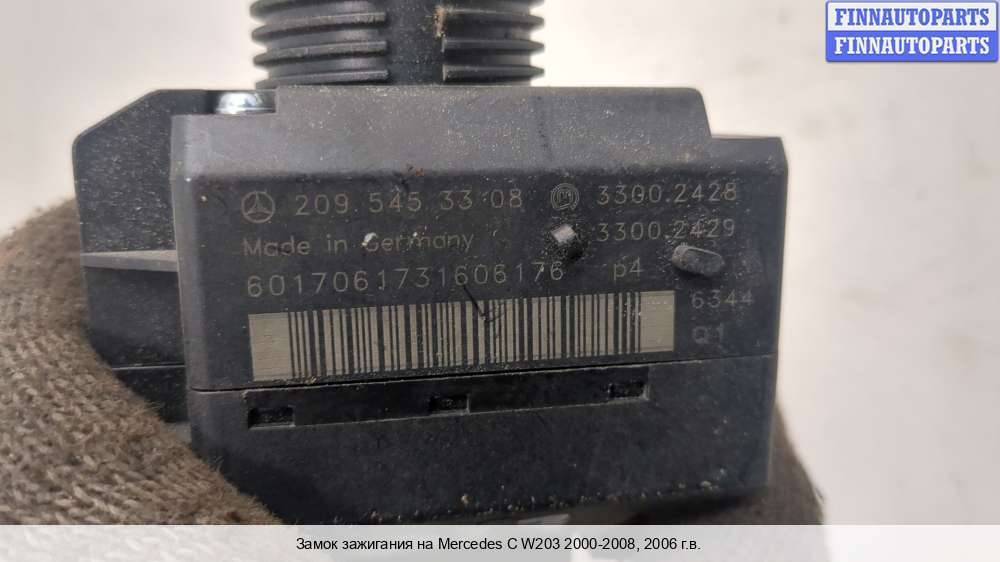 FINNAUTOPARTS
FINNAUTOPARTS
209 545 33 08
3300.2428
Made in Germany
3300.2429
6017061731606176 p4
6344
Q1
Замок зажигания на Mercedes C W203 2000-2008, 2006 г.в.